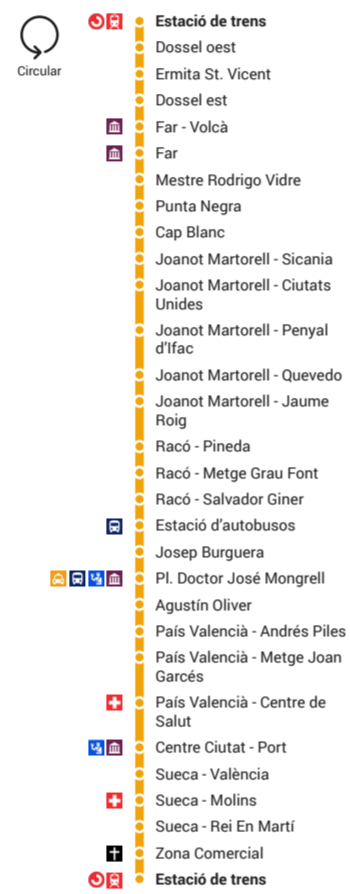 Circular
Estació de trens
Dossel oest
Ermita St. Vicent
Dossel est
Far - Volcà
Far
Mestre Rodrigo Vidre
Punta Negra
Cap Blanc
Joanot Martorell - Sicania
Joanot Martorell - Ciutats
Unides
Joanot Martorell - Penyal
d'Ifac
Joanot Martorell - Quevedo
Joanot Martorell - Jaume
Roig
Racó - Pineda
Racó - Metge Grau Font
Racó - Salvador Giner
Estació d'autobusos
Josep Burguera
Pl. Doctor José Mongrell
Agustín Oliver
País Valencià - Andrés Piles
País Valencià - Metge Joan
Garcés
País Valencià - Centre de
Salut
Centre Ciutat - Port
Sueca - València
Sueca - Molins
Sueca - Rei En Martí
Zona Comercial
Estació de trens